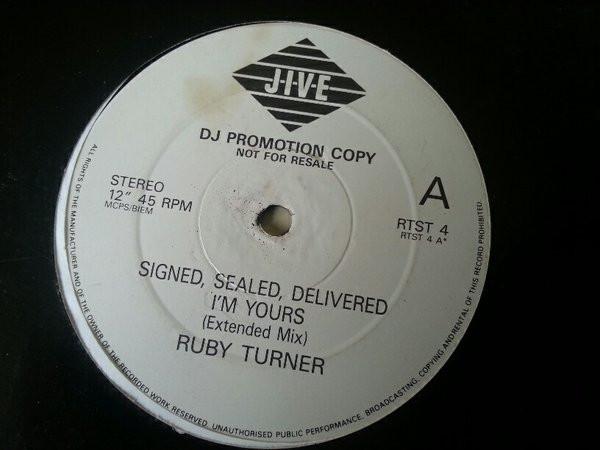 J·I·V·E
DJ PROMOTION COPY
NOT FOR RESALE
STEREO
12" 45 RPM
MCPS/BIEM
A
RTST 4
RTST 4 A*
SIGNED, SEALED, DELIVERED
I'M YOURS
(Extended Mix)
RUBY TURNER
ALL RIGHTS OF THE MANUFACTURER AND OF THE OWNER OF THE RECORDED WORK RESERVED. UNAUTHORISED PUBLIC PERFORMANCE, BROADCASTING, COPYING AND RENTAL OF THIS RECORD PROHIBITED.